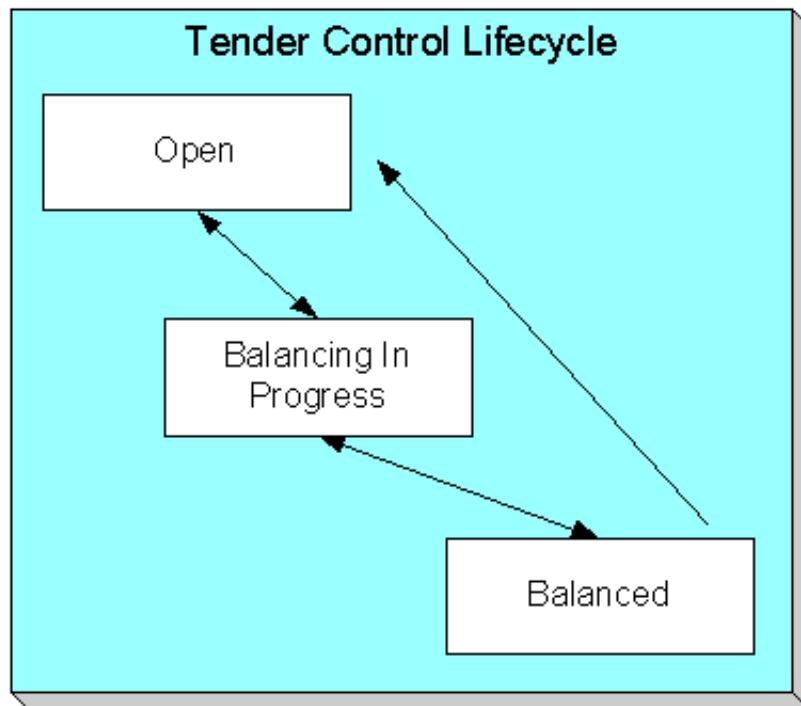 Tender Control Lifecycle
Open
Balancing In
Progress
Balanced